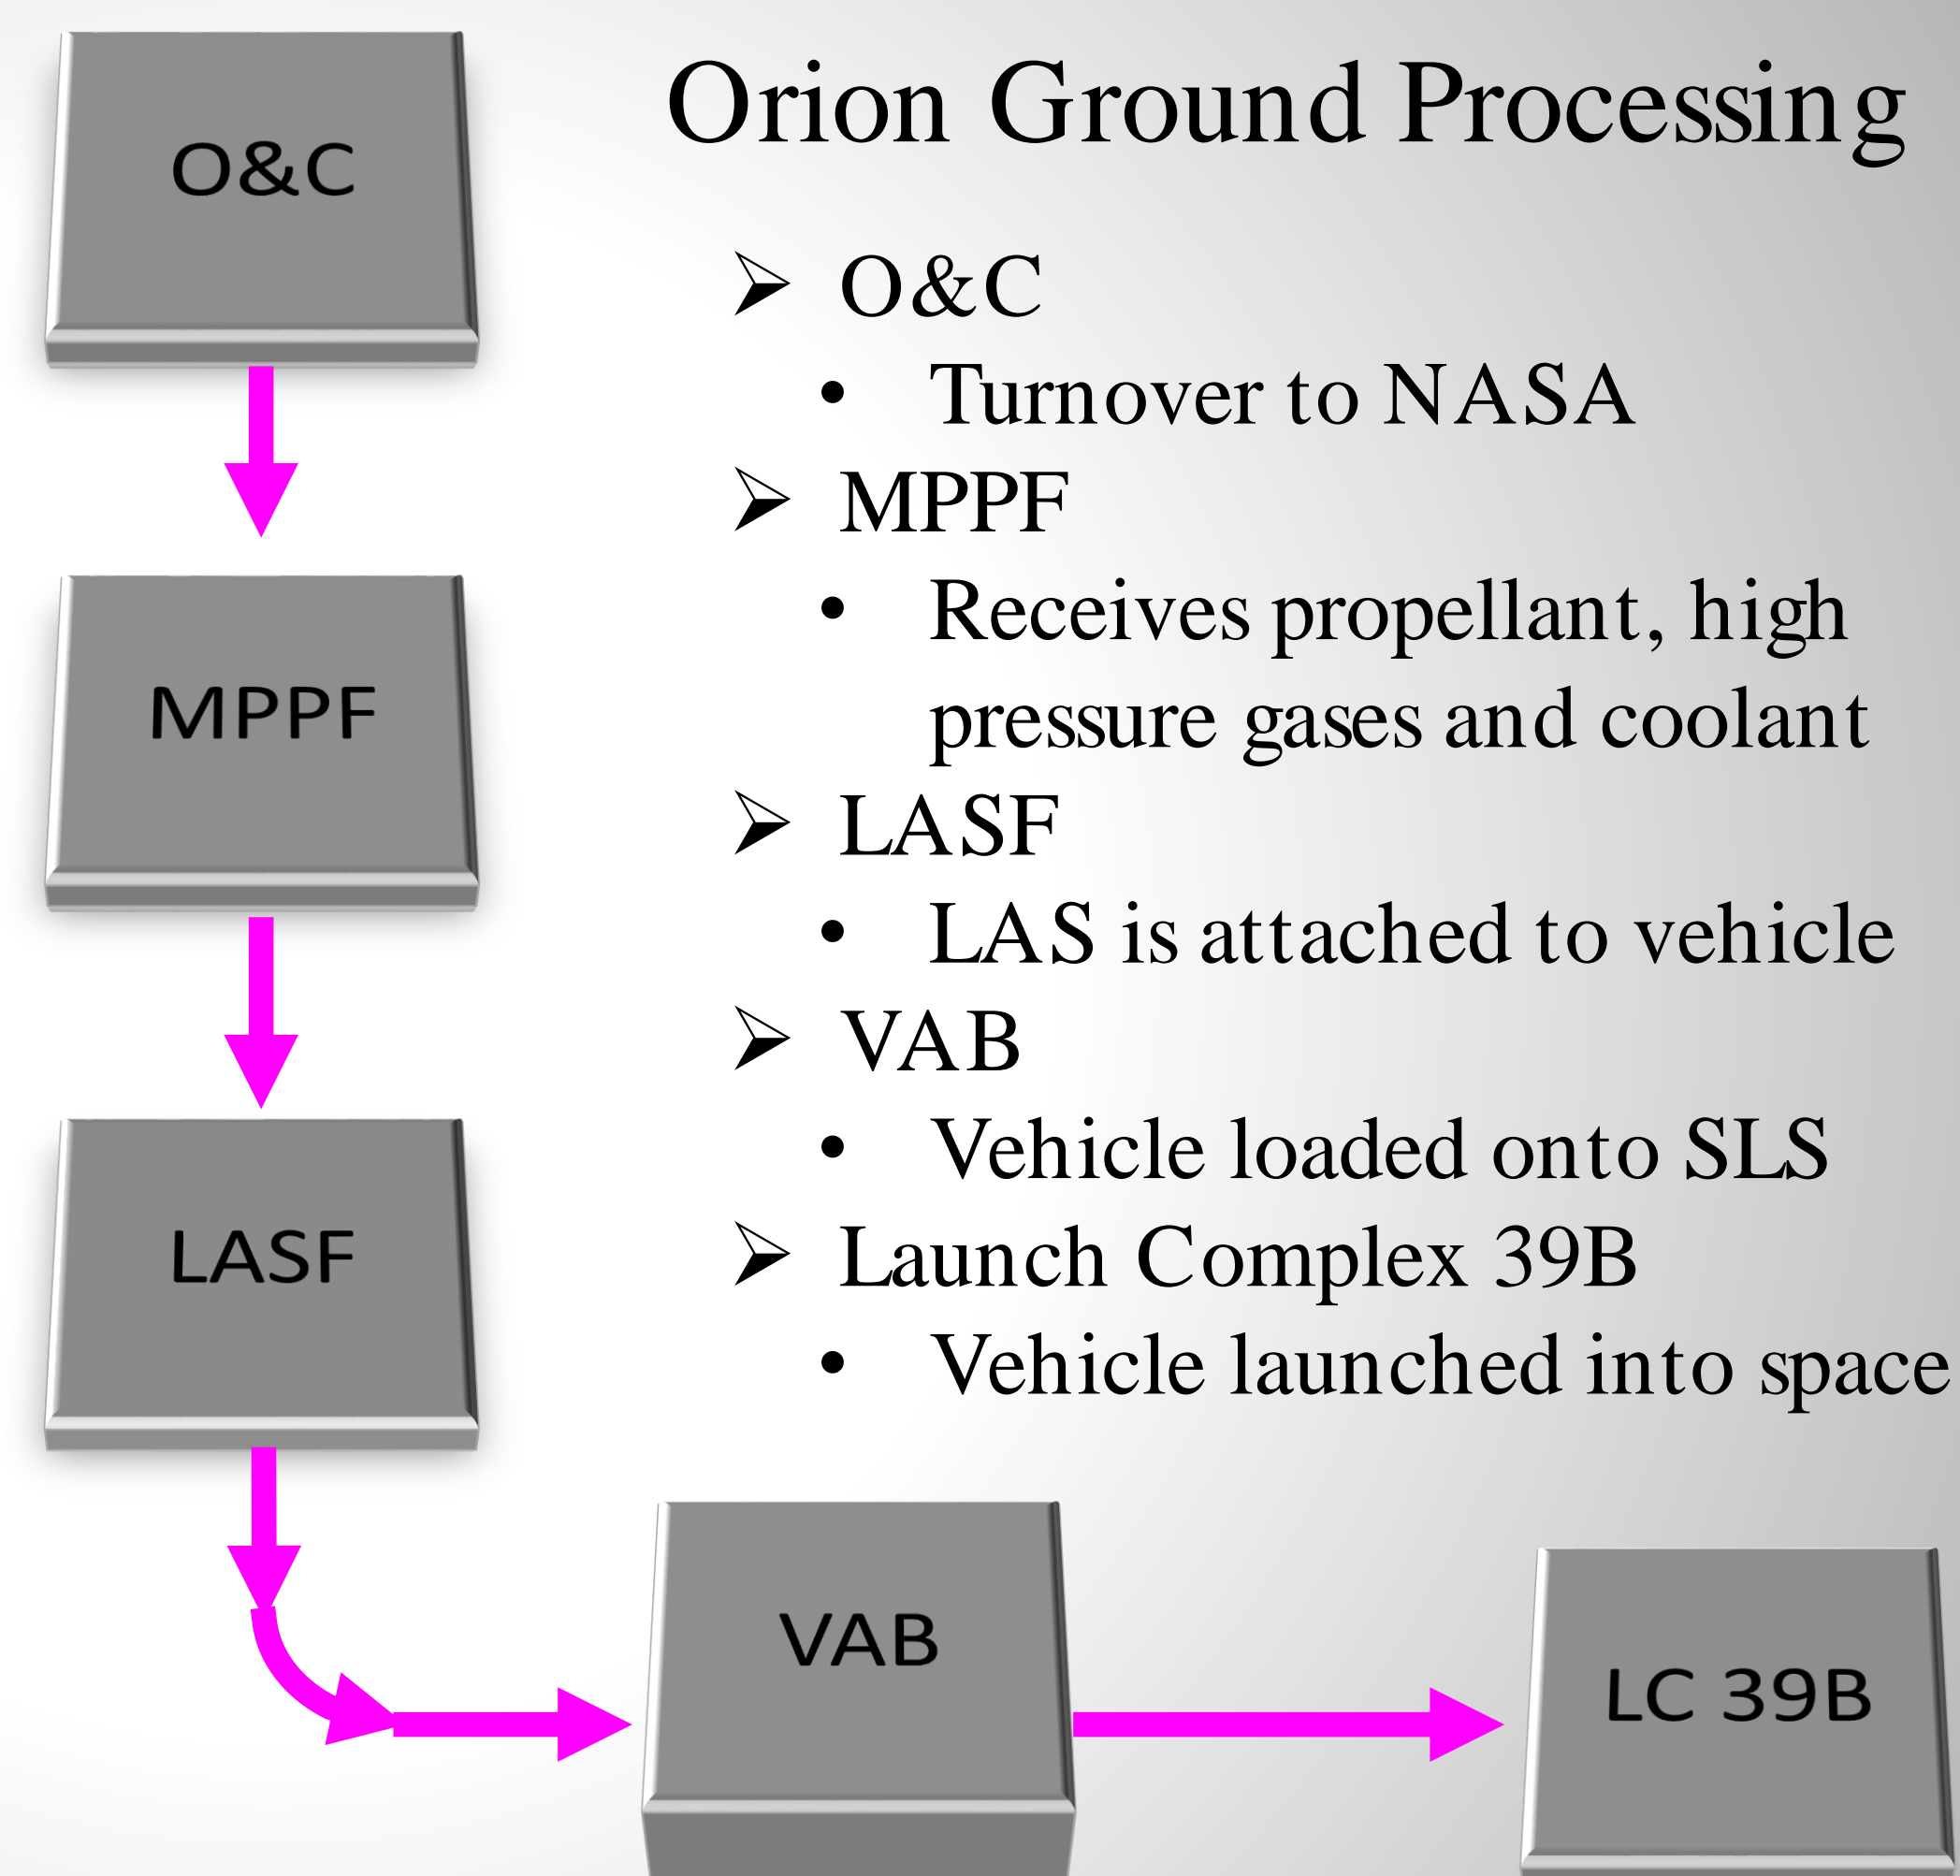 O&C
Orion Ground Processing
➢ O&C
• Turnover to NASA
➢ MPPF
• Receives propellant, high
pressure gases and coolant
➢ LASF
• LAS is attached to vehicle
➢ VAB
• Vehicle loaded onto SLS
➢ Launch Complex 39B
• Vehicle launched into space
MPPF
LASF
VAB
LC 39B